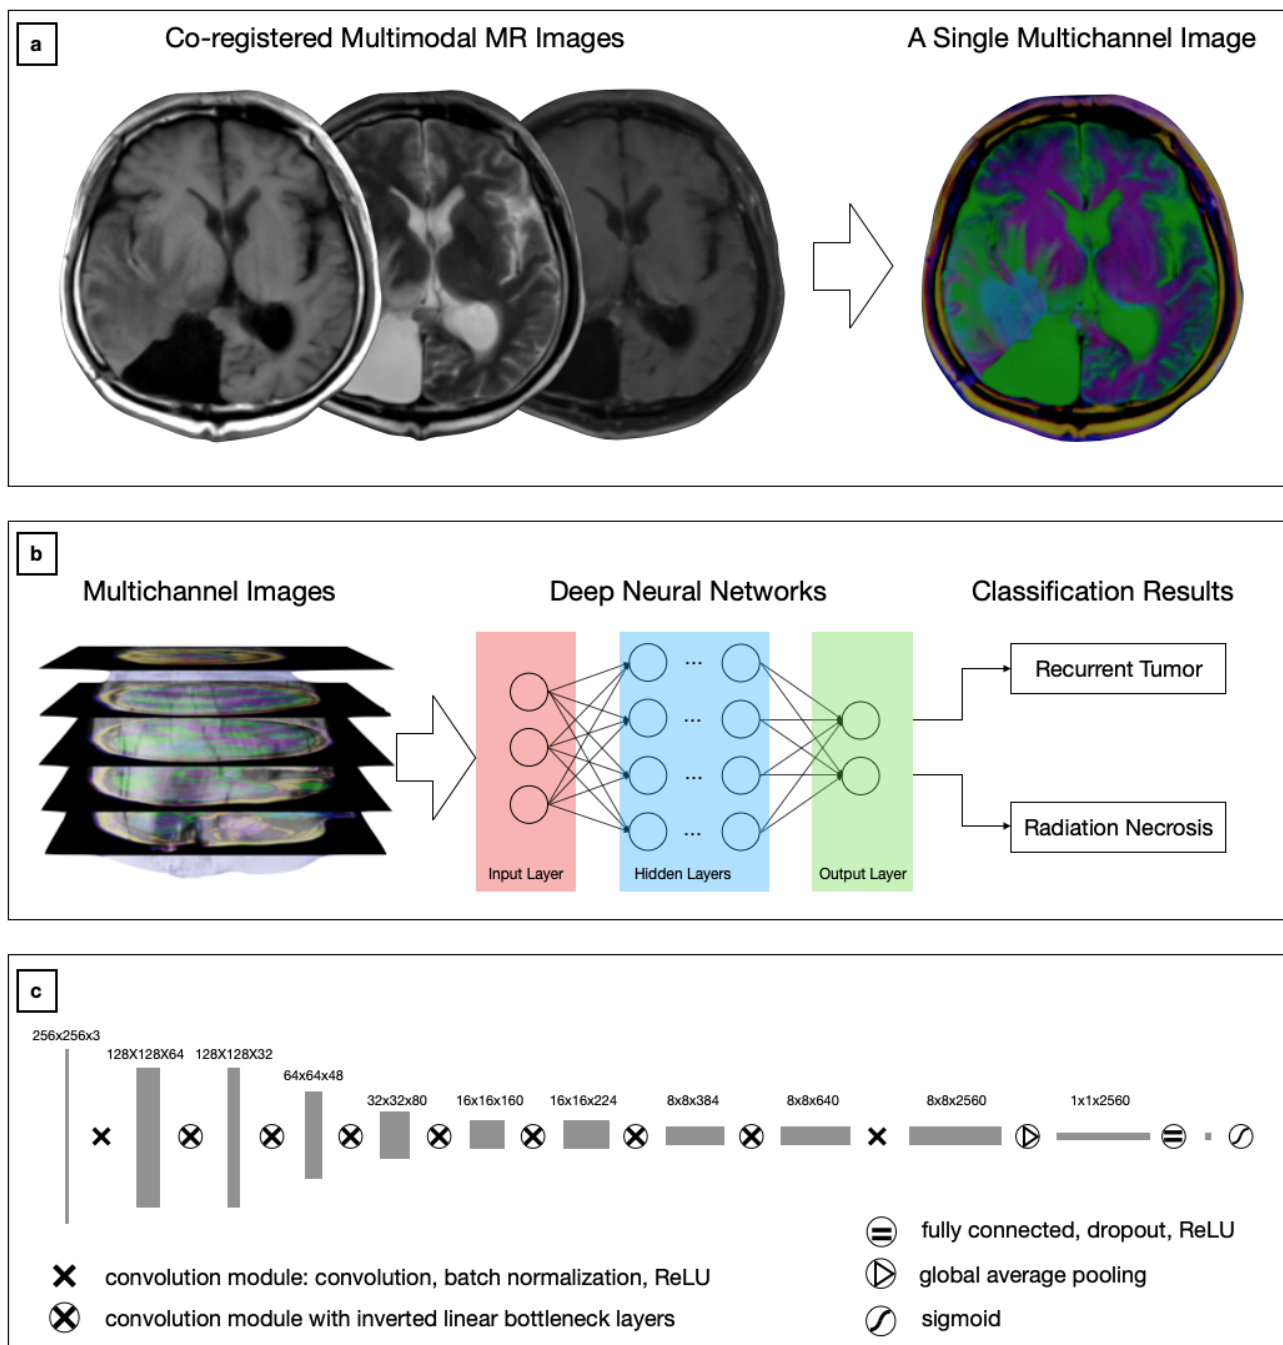 a
Co-registered Multimodal MR Images
A Single Multichannel Image
b
Multichannel Images
Deep Neural Networks
Classification Results
Recurrent Tumor
...
...
...
...
Radiation Necrosis
Input Layer
Hidden Layers
Output Layer
c
256x256x3
128X128X64
128X128X32
64x64x48
32x32x80
16x16x160
16x16x224
8x8x384
8x8x640
8x8x2560
1x1x2560
fully connected, dropout, ReLU
convolution module: convolution, batch normalization, ReLU
global average pooling
convolution module with inverted linear bottleneck layers
sigmoid